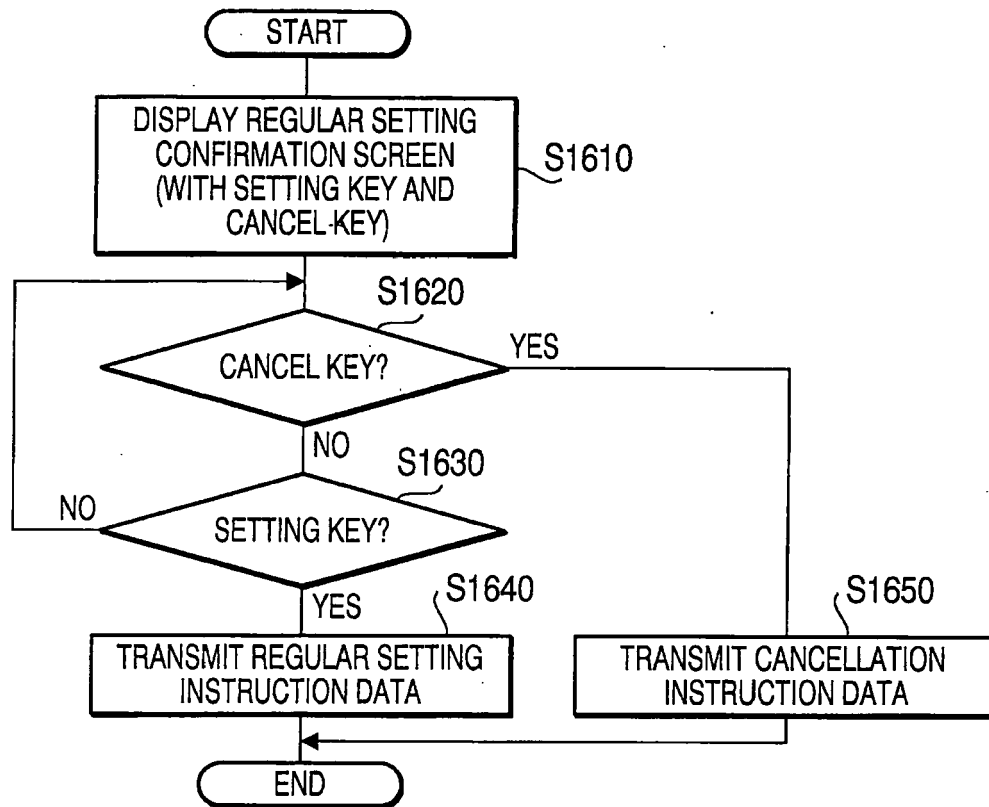 START
DISPLAY REGULAR SETTING
CONFIRMATION SCREEN
(WITH SETTING KEY AND
CANCEL-KEY)
S1610
S1620
CANCEL KEY?
YES
NO
S1630
SETTING KEY?
NO
YES
S1640
TRANSMIT REGULAR SETTING
INSTRUCTION DATA
S1650
TRANSMIT CANCELLATION
INSTRUCTION DATA
END